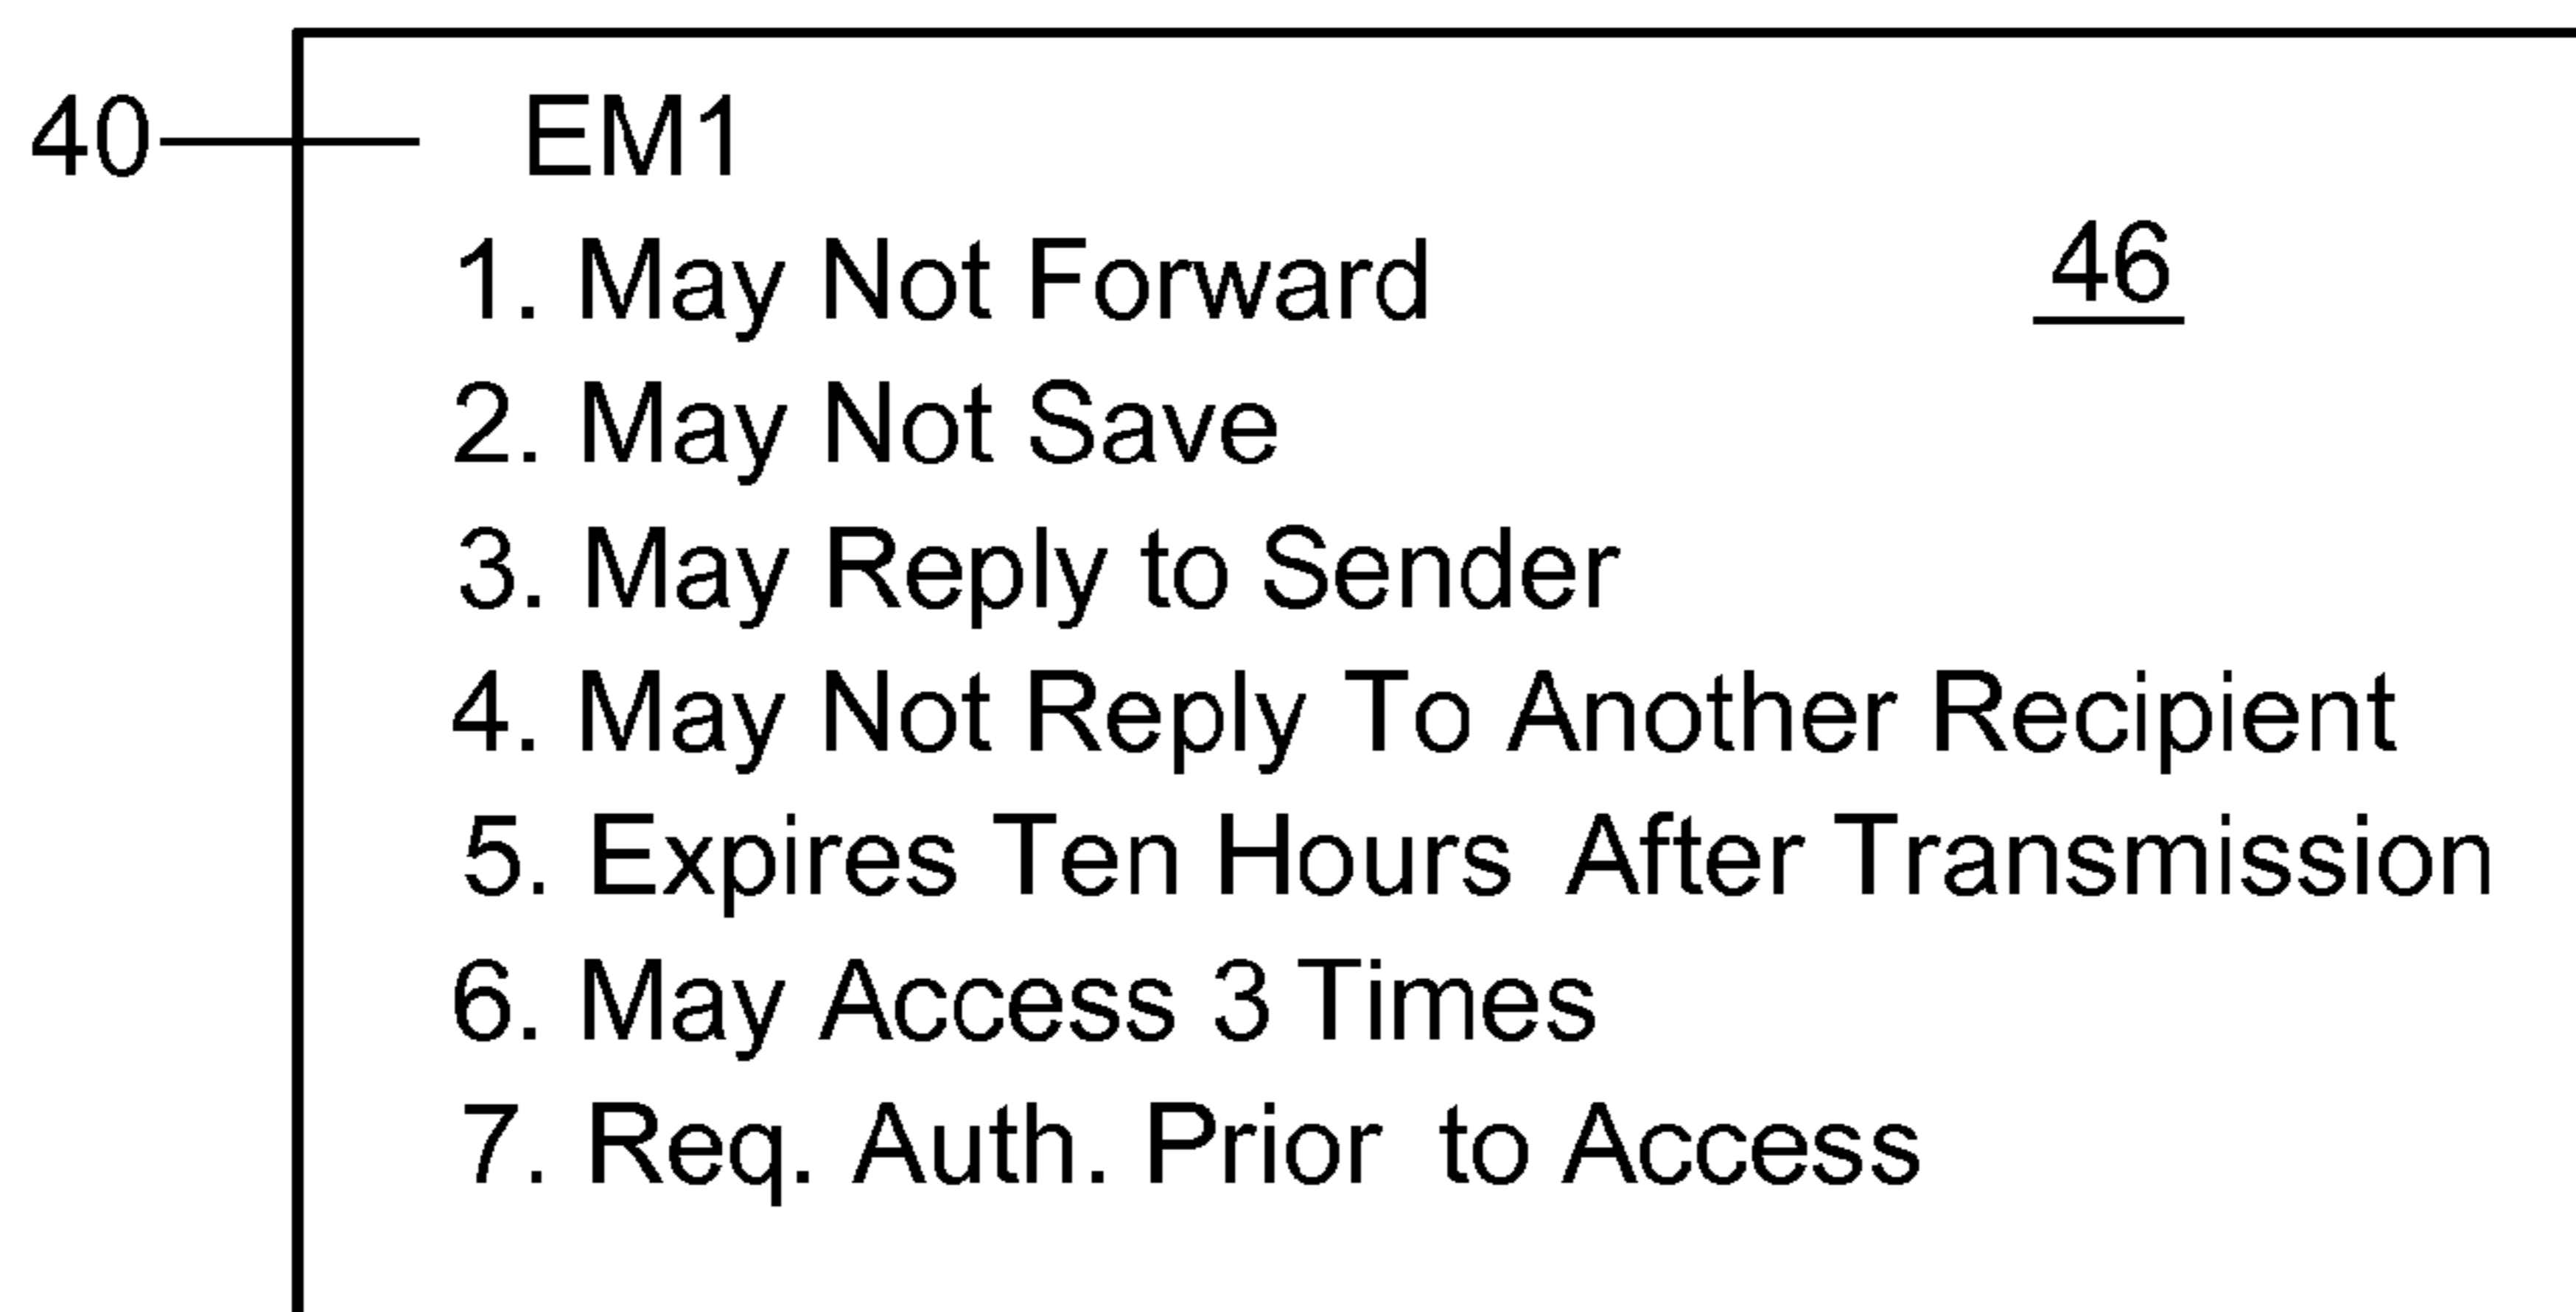 40 EM1
1. May Not Forward
46
2. May Not Save
3. May Reply to Sender
4. May Not Reply To Another Recipient
5. Expires Ten Hours After Transmission
6. May Access 3 Times
7. Req. Auth. Prior to Access